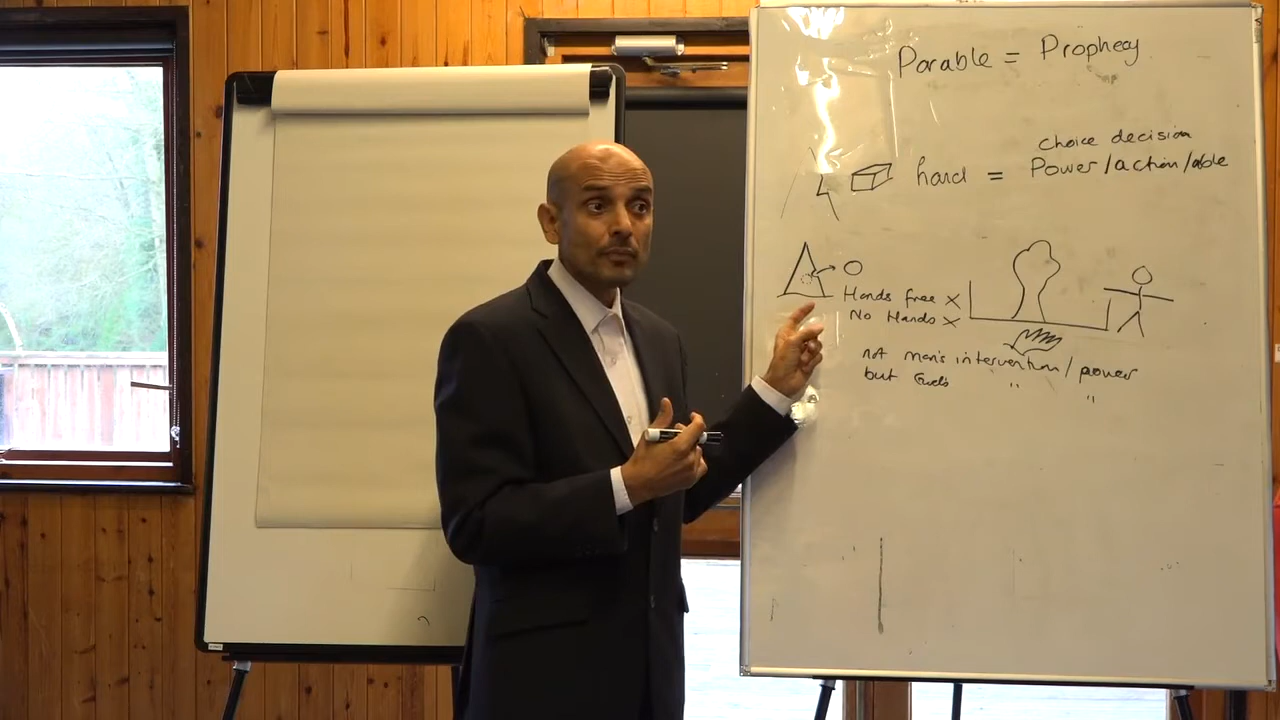 Parable = Prophecy
choice decision
hand = Power/action/able
Hands free x
No Hands x
not man's intervention/power
but God's " "